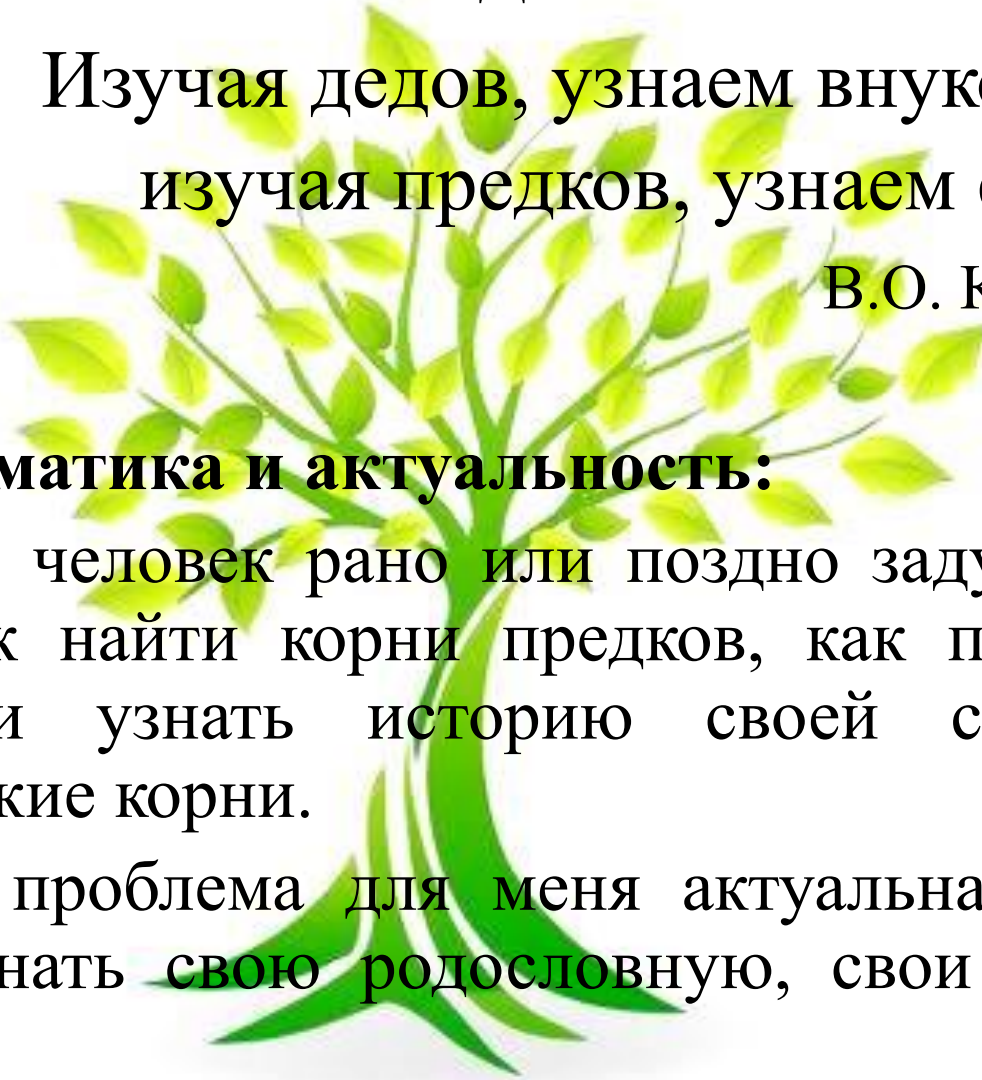 Изучая дедов, узнаем внук
изучая предков, узнаем
В.О.
матика и актуальность:
человек рано или поздно заду
найти корни предков, как п
и узнать историю своей с
кие корни.
проблема для меня актуальна
нать свою родословную, свои